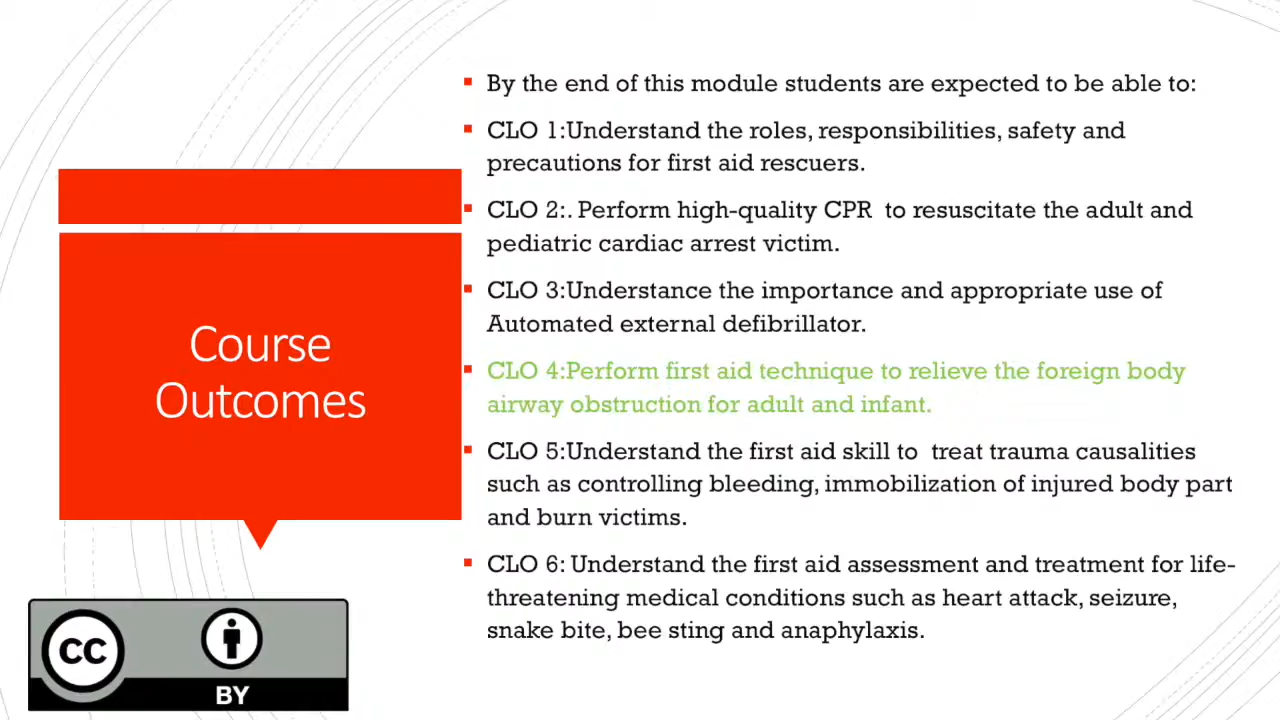 Course
Outcomes
By the end of this module students are expected to be able to:
CLO 1:Understand the roles, responsibilities, safety and
precautions for first aid rescuers.
CLO 2:. Perform high-quality CPR  to resuscitate the adult and
pediatric cardiac arrest victim.
CLO 3:Understance the importance and appropriate use of
Automated external defibrillator.
CLO 4:Perform first aid technique to relieve the foreign body
airway obstruction for adult and infant.
CLO 5:Understand the first aid skill to  treat trauma causalities
such as controlling bleeding, immobilization of injured body part
and burn victims.
CLO 6: Understand the first aid assessment and treatment for life-
threatening medical conditions such as heart attack, seizure,
snake bite, bee sting and anaphylaxis.
CC
BY